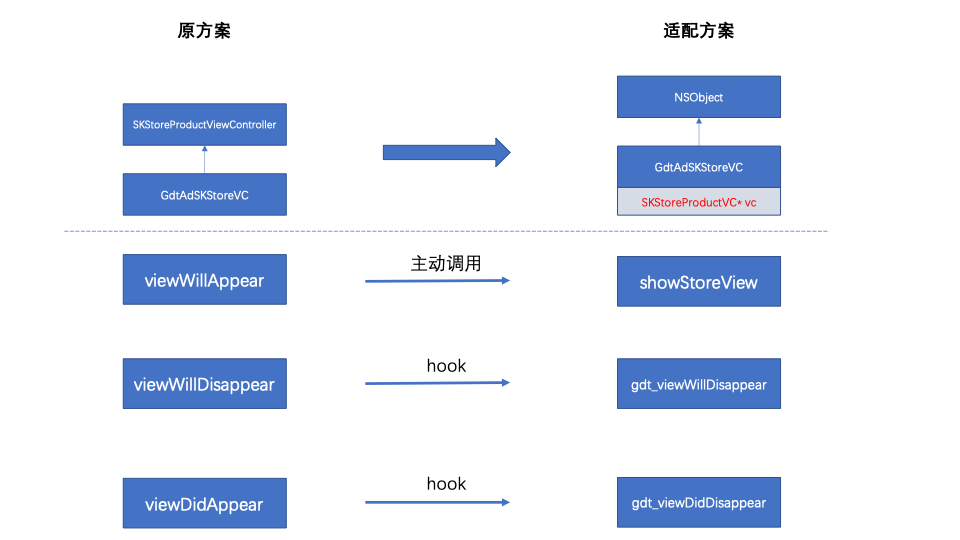 原方案
适配方案
NSObject
SKStoreProductViewController
GdtAdSKStoreVC
GdtAdSKStoreVC
SKStoreProductVC* vc
viewWillAppear
主动调用
showStoreView
viewWillDisappear
hook
gdt_viewWillDisappear
viewDidAppear
hook
gdt_viewDidDisappear